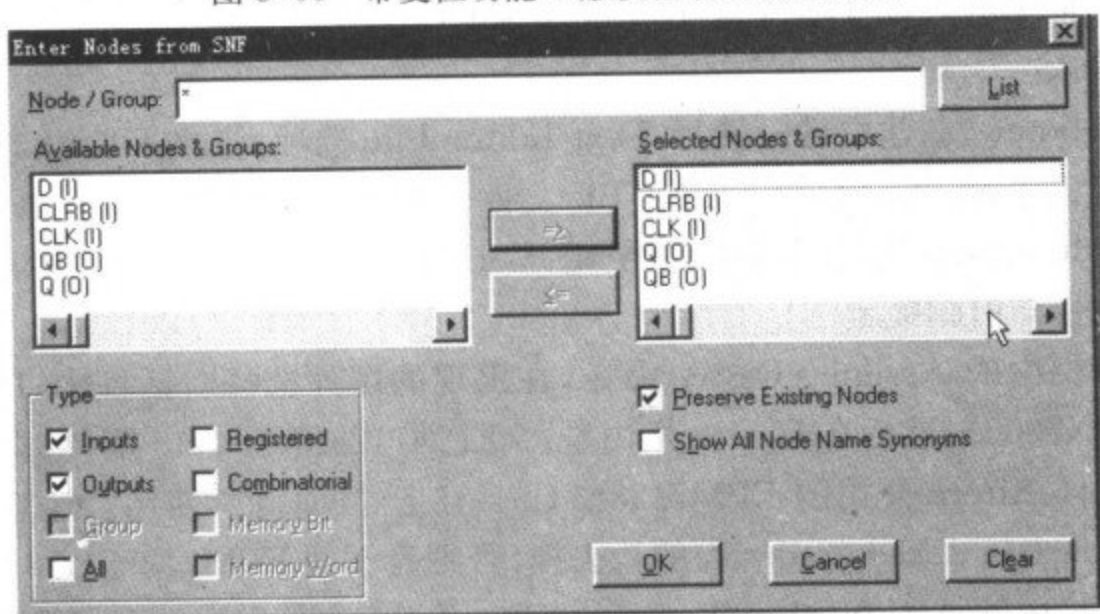 Enter Nodes from SNF
Node / Group: *
List
Available Nodes & Groups:
D (I)
CLRB (I)
CLK (I)
QB (O)
Q (O)
=>
<=
Selected Nodes & Groups:
D (I)
CLRB (I)
CLK (I)
Q (O)
QB (O)
Type
Inputs
Registered
Outputs
Combinatorial
Group
Memory Bit
All
Memory Word
Preserve Existing Nodes
Show All Node Name Synonyms
OK
Cancel
Clear